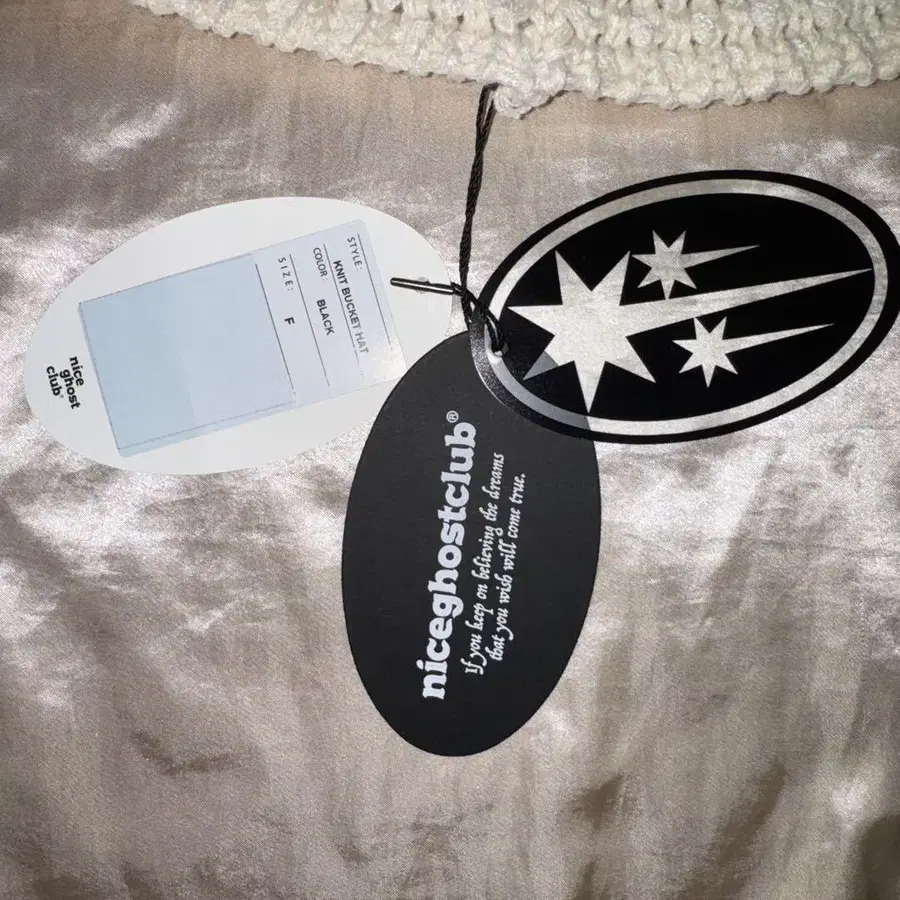 STYLE:
KNIT BUCKET HAT
COLOR:
BLACK
SIZE:
F
nice
ghost
club®
niceghostclub®
If you keep on believing the dreams
that you wish will come true.